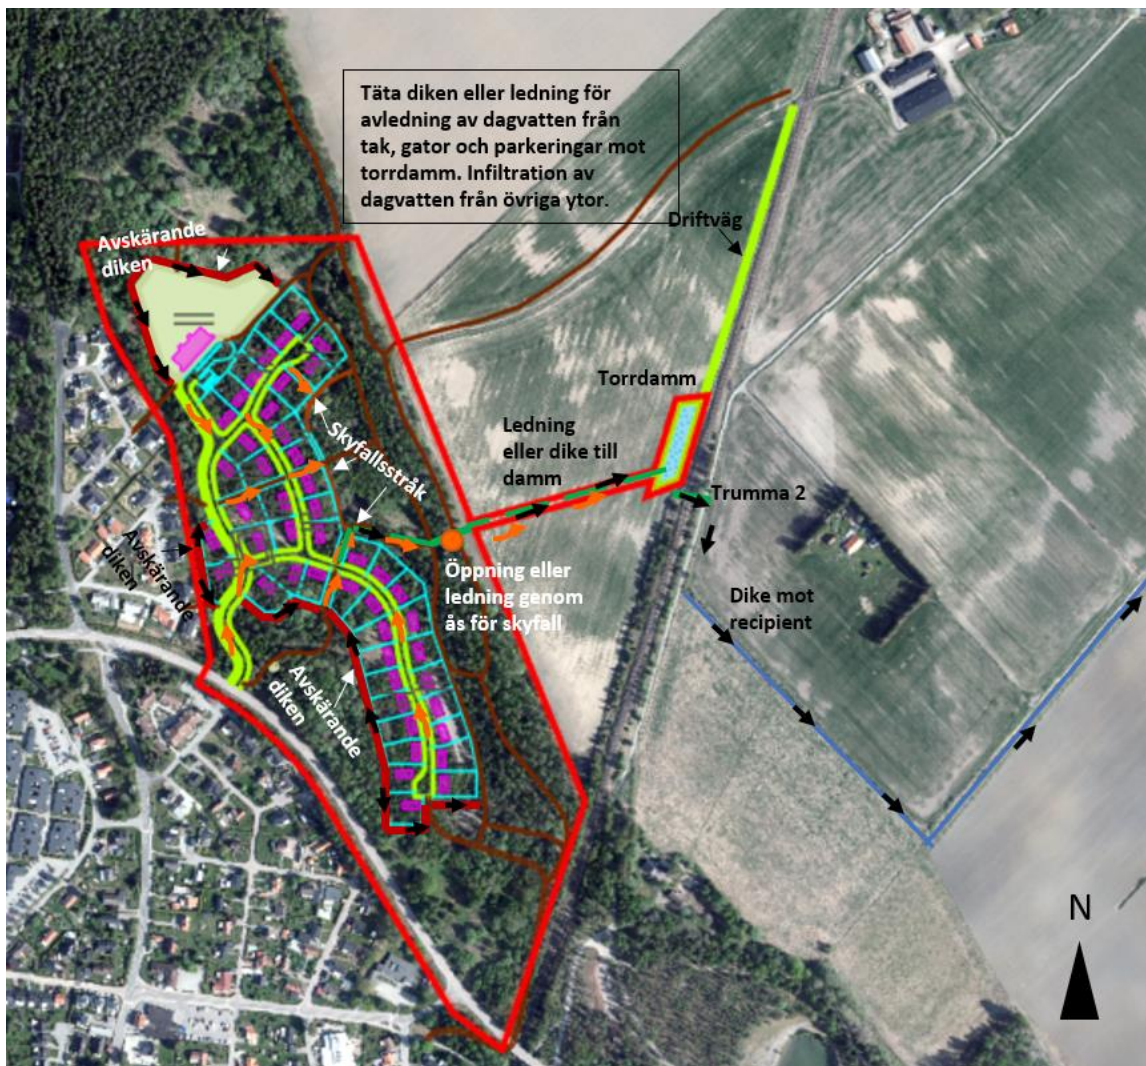 Täta diken eller ledning för
avledning av dagvatten från
tak, gator och parkeringar mot
torrdamm. Infiltration av
dagvatten från övriga ytor.
Driftväg
Avskärande
diken
Torrdamm
Ledning
eller dike till
damm
Skyfallsstråk
Trumma 2
Avskärande
diken
Öppning eller
ledning genom
ås för skyfall
Dike mot
recipient
Avskärande
diken
N